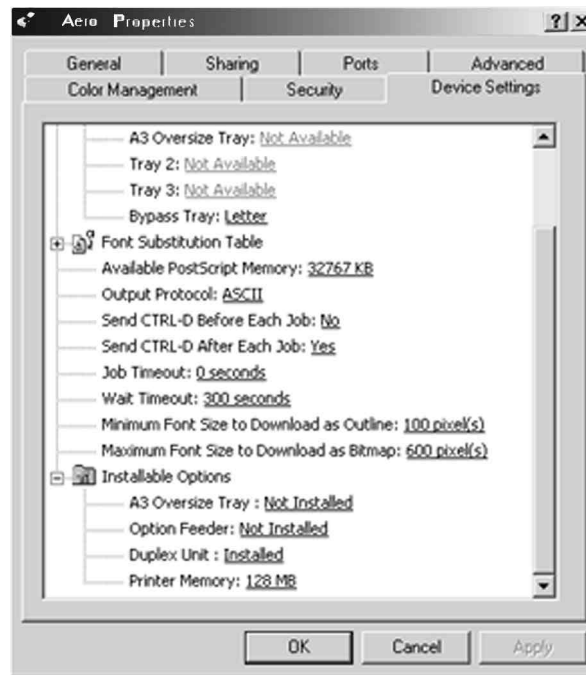 Aero Properties
General Sharing Ports Advanced
Color Management Security Device Settings
A3 Oversize Tray: Not Available
Tray 2: Not Available
Tray 3: Not Available
Bypass Tray: Letter
Font Substitution Table
Available PostScript Memory: 32767 KB
Output Protocol: ASCII
Send CTRL-D Before Each Job: No
Send CTRL-D After Each Job: Yes
Job Timeout: 0 seconds
Wait Timeout: 300 seconds
Minimum Font Size to Download as Outline: 100 pixel(s)
Maximum Font Size to Download as Bitmap: 600 pixel(s)
Installable Options
A3 Oversize Tray : Not Installed
Option Feeder: Not Installed
Duplex Unit : Installed
Printer Memory: 128 MB
OK Cancel Apply